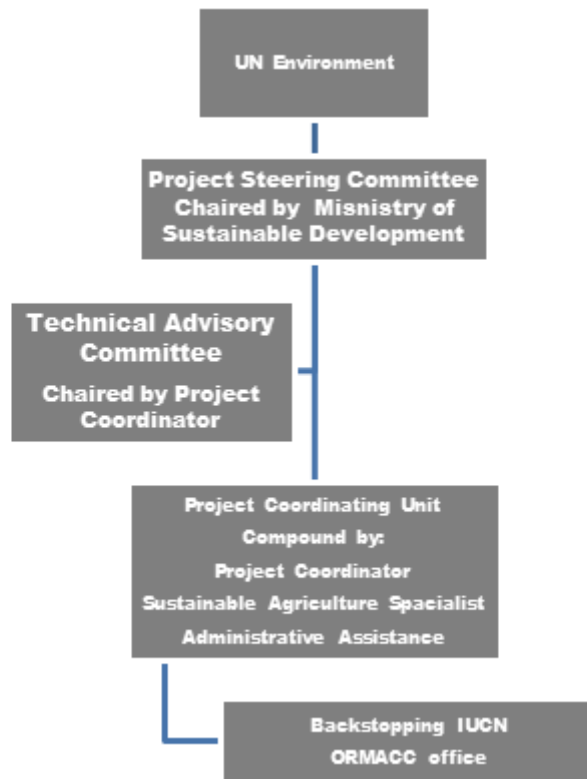 UN Environment
Project Steering Committee
Chaired by Misnistry of
Sustainable Development
Technical Advisory
Committee
Chaired by Project
Coordinator
Project Coordinating Unit
Compound by:
Project Coordinator
Sustainable Agriculture Spacialist
Administrative Assistance
Backstopping IUCN
ORMACC office